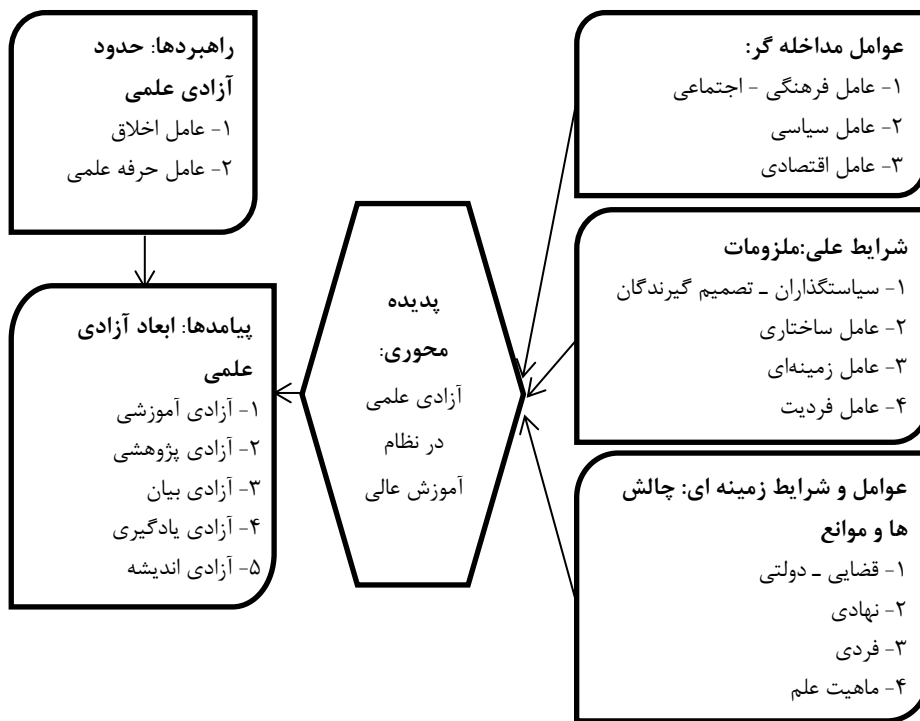 عوامل مداخله گر:
۱- عامل فرهنگی - اجتماعی
۲- عامل سیاسی
۳- عامل اقتصادی
شرایط علی:ملزومات
۱- سیاستگذاران ـ تصمیم گیرندگان
۲- عامل ساختاری
۳- عامل زمینه‌ای
۴- عامل فردیت
عوامل و شرایط زمینه ای: چالش
ها و موانع
۱- قضایی ـ دولتی
۲- نهادی
۳- فردی
۴- ماهیت علم
پدیده
محوری:
آزادی علمی
در نظام
آموزش عالی
راهبردها: حدود
آزادی علمی
۱- عامل اخلاق
۲- عامل حرفه علمی
پیامدها: ابعاد آزادی
علمی
۱- آزادی آموزشی
۲- آزادی پژوهشی
۳- آزادی بیان
۴- آزادی یادگیری
۵- آزادی اندیشه